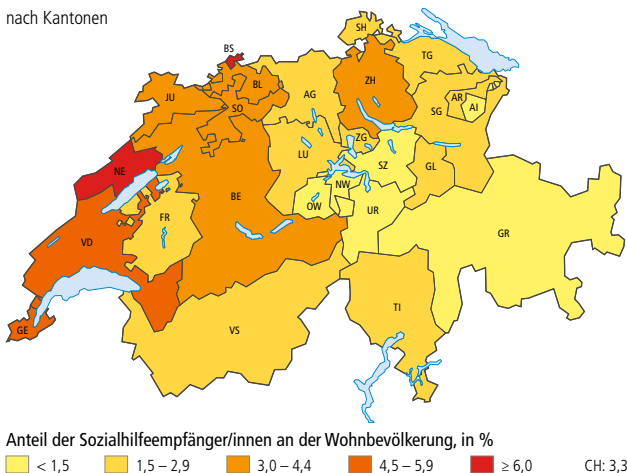 nach Kantonen
SH
BS
TG
BL
ZH
JU
AG
AR
AI
SO
SG
ZG
LU
SZ
NE
GL
NW
BE
OW
FR
UR
GR
VD
TI
GE
VS
Anteil der Sozialhilfeempfänger/innen an der Wohnbevölkerung, in %
< 1,5 1,5 – 2,9 3,0 – 4,4 4,5 – 5,9 ≥ 6,0 CH: 3,3